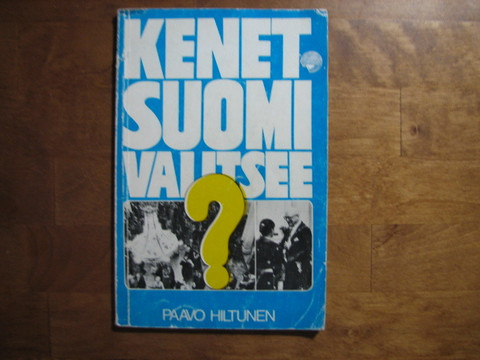 KENET
SUOMI
VALITSEE
?
PAAVO HILTUNEN